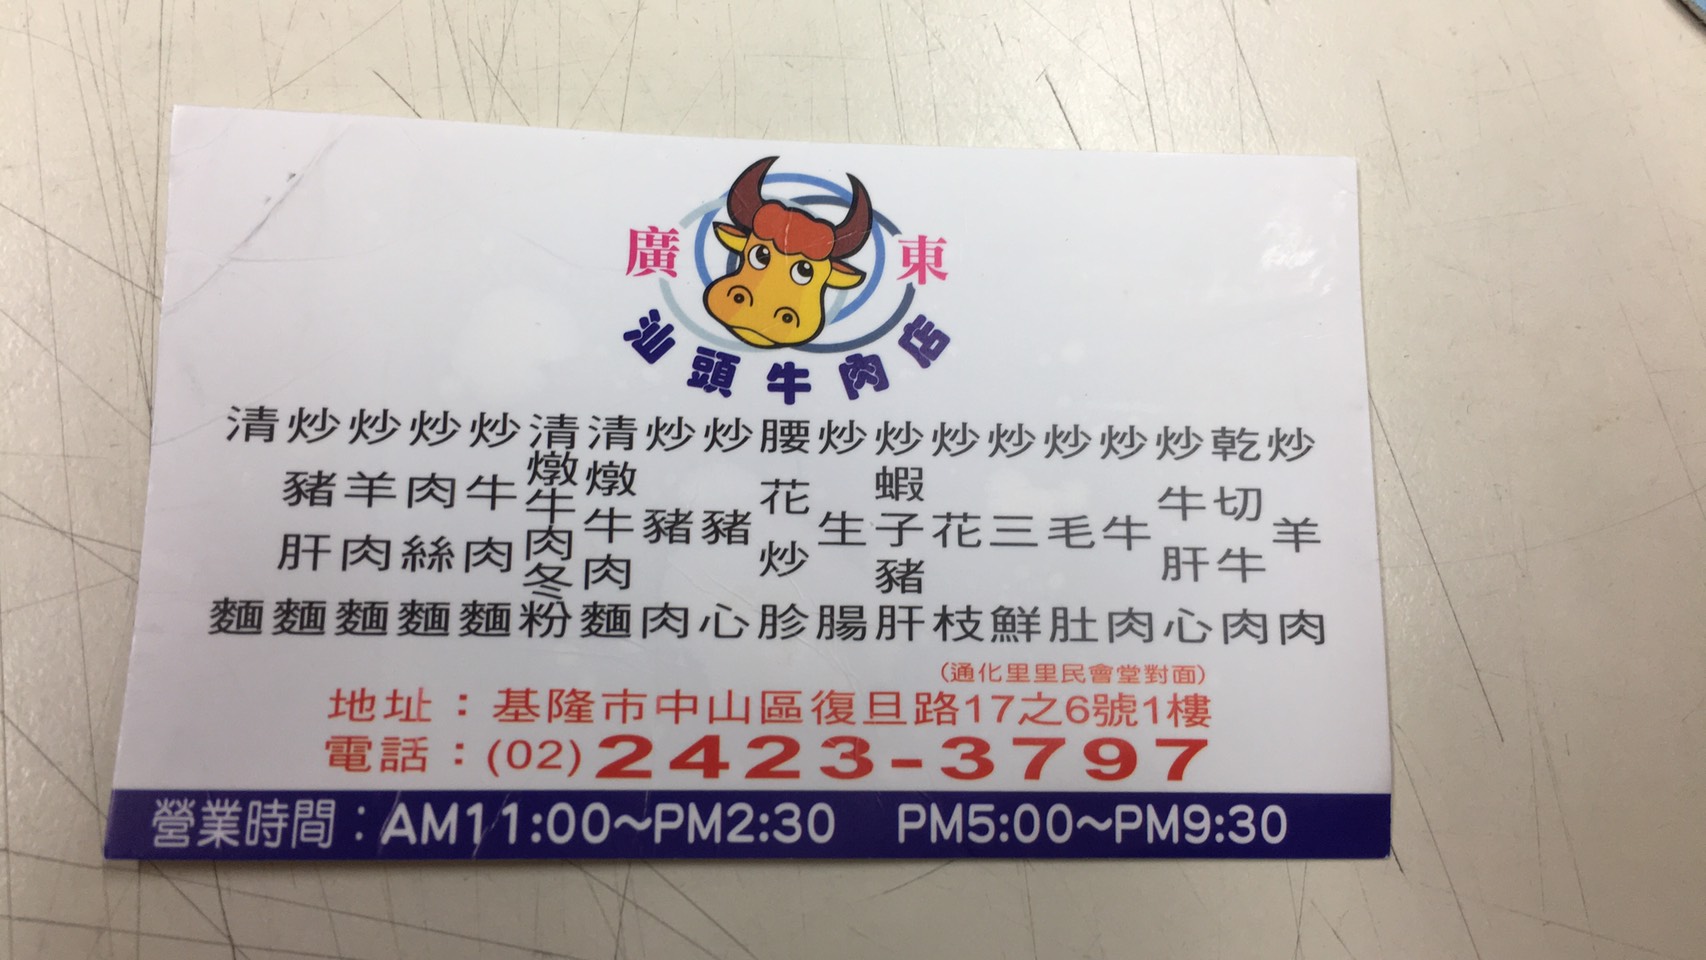 廣東
汕頭牛肉店
炒羊肉
乾切牛肉
炒牛肝心
炒牛肉
炒毛肚
炒三鮮
炒花枝
炒蝦子豬肝
炒生腸
腰花炒胗
炒豬心
炒豬肉
清燉牛肉麵
清燉牛肉冬粉
炒牛肉麵
炒肉絲麵
炒羊肉麵
炒豬肝麵
清麵
(通化里里民會堂對面)
地址：基隆市中山區復旦路17之6號1樓
電話：(02)2423-3797
營業時間：AM11:00~PM2:30 PM5:00~PM9:30